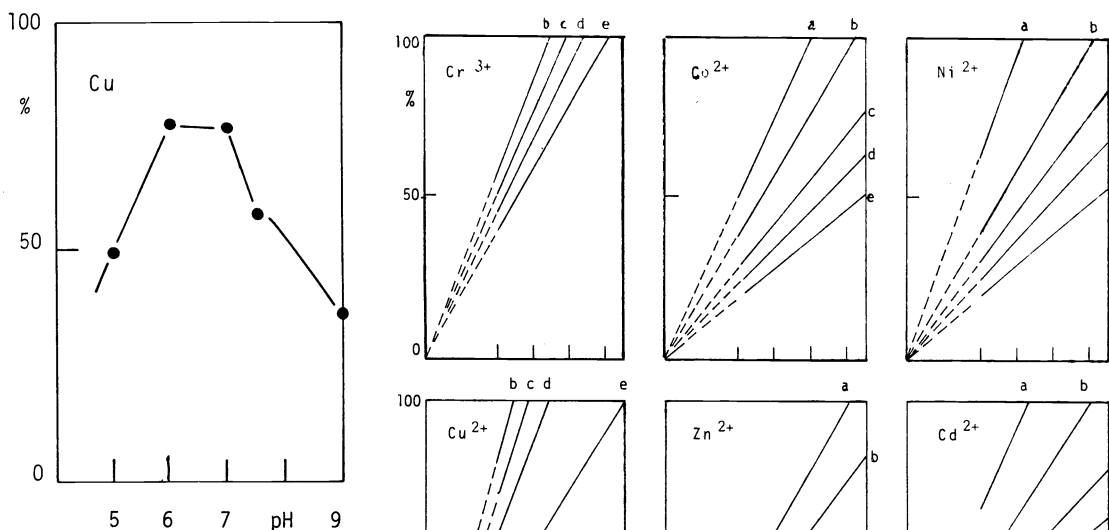 100
Cu
%
50
0
5 6 7 pH 9
b c d e
100
Cr 3+
%
50
0
a b
Co 2+
c
d
e
a b
Ni 2+
b c d e
100
Cu 2+
a
Zn 2+
b
a b
Cd 2+